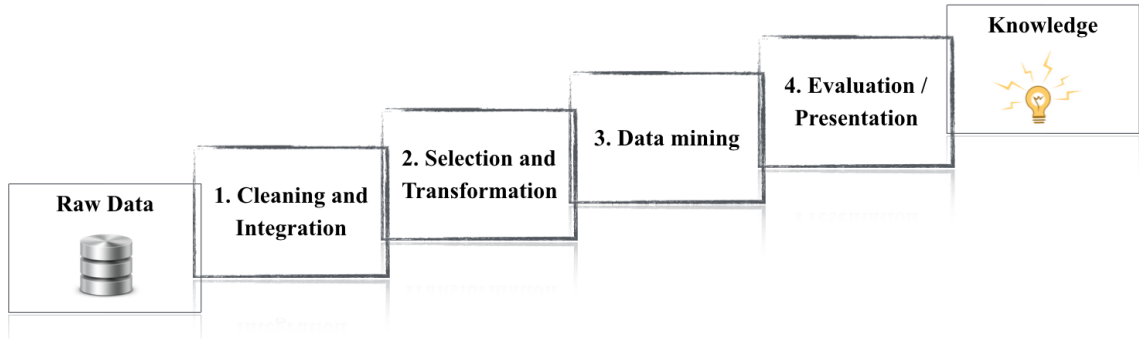 Raw Data
1. Cleaning and
Integration
2. Selection and
Transformation
3. Data mining
4. Evaluation /
Presentation
Knowledge